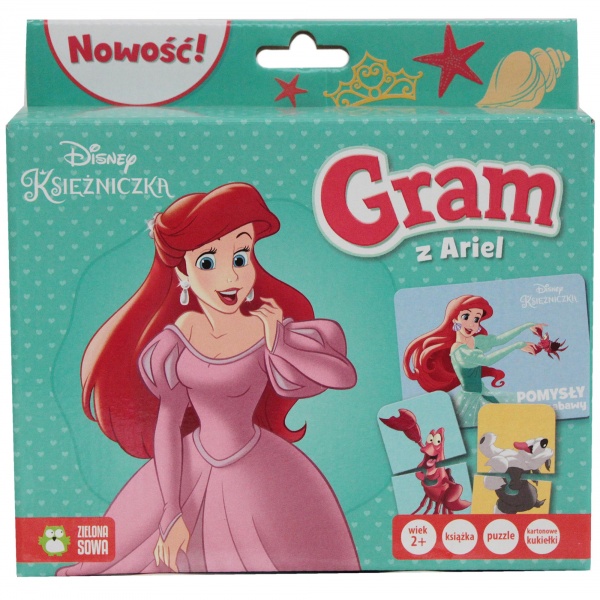 Nowość!
Disney
Księżniczka
Gram
z Ariel
Disney
Księżniczka
POMYSŁY
zabawy
ZIELONA
SOWA
wiek
2+
książka
puzzle
kartonowe
kukiełki